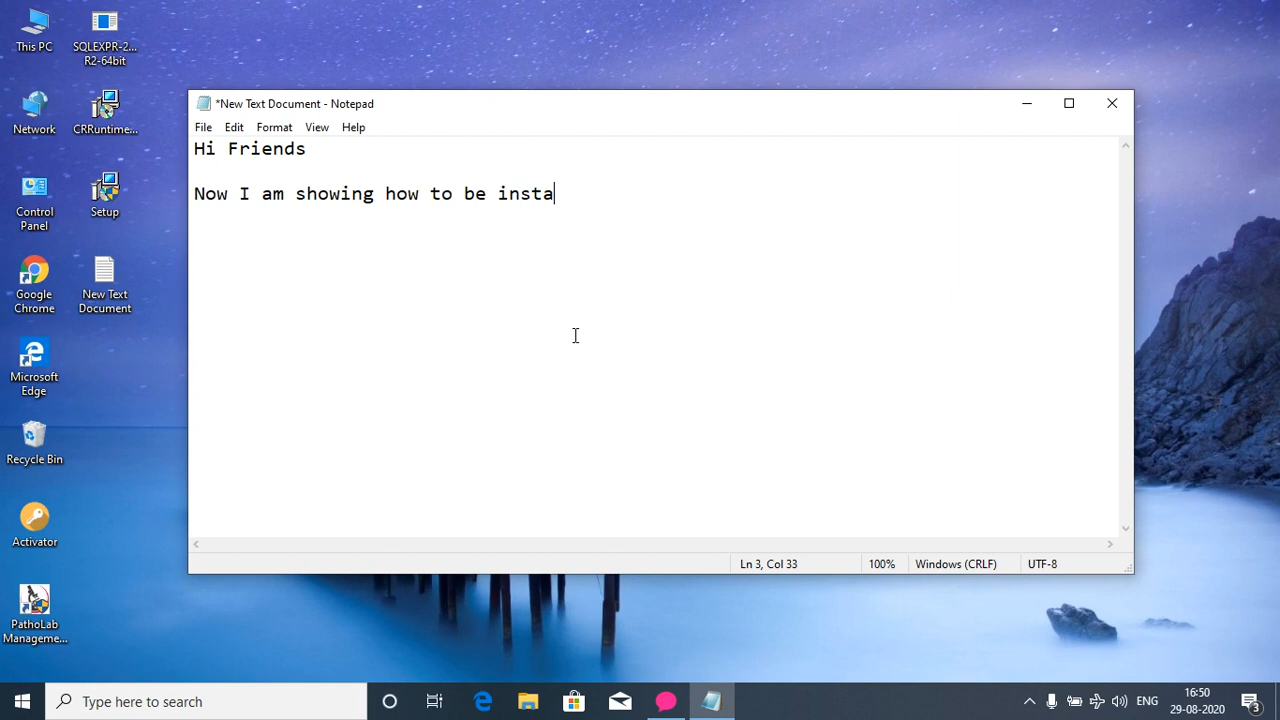 This PC
SQLEXPR-2...
R2-64bit
Network
CRRuntime...
Control
Panel
Setup
Google
Chrome
New Text
Document
Microsoft
Edge
Recycle Bin
Activator
PathoLab
Manageme...
*New Text Document - Notepad
File Edit Format View Help
Hi Friends
Now I am showing how to be insta
Ln 3, Col 33 100% Windows (CRLF) UTF-8
Type here to search
ENG
16:50
29-08-2020
3